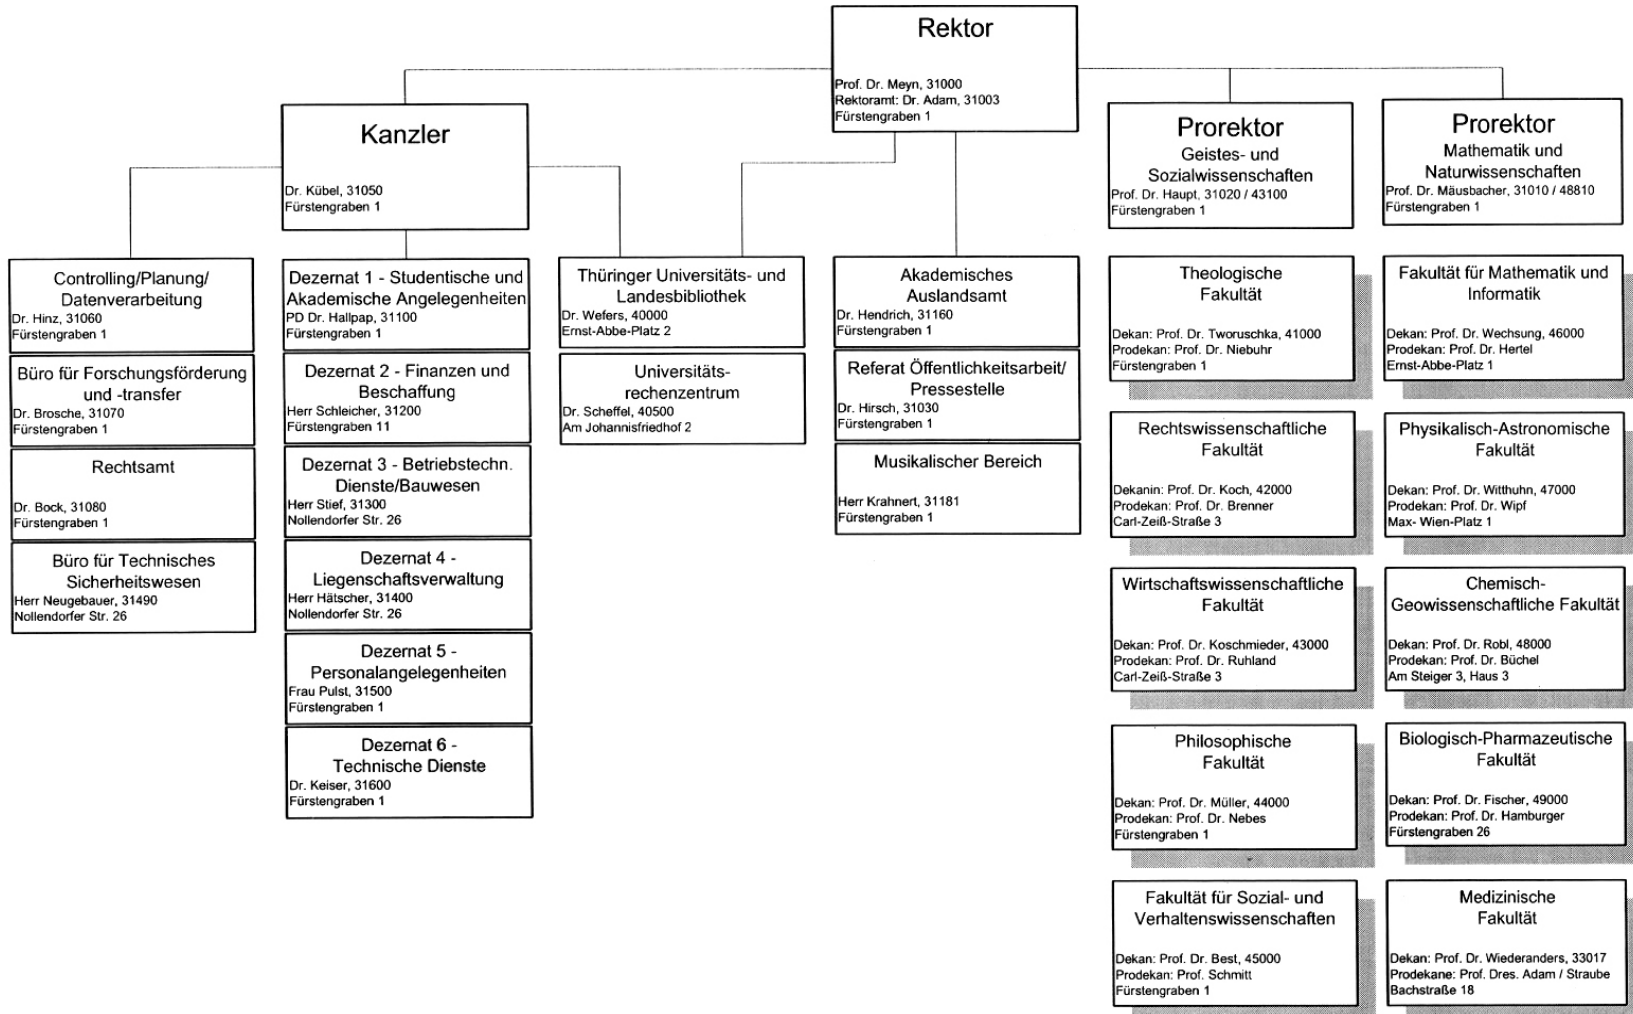 Rektor
Prof. Dr. Meyn, 31000
Rektoramt: Dr. Adam, 31003
Fürstengraben 1
Kanzler
Dr. Kübel, 31050
Fürstengraben 1
Prorektor
Geistes- und
Sozialwissenschaften
Prof. Dr. Haupt, 31020 / 43100
Fürstengraben 1
Prorektor
Mathematik und
Naturwissenschaften
Prof. Dr. Mäusbacher, 31010 / 48810
Fürstengraben 1
Controlling/Planung/
Datenverarbeitung
Dr. Hinz, 31060
Fürstengraben 1
Büro für Forschungsförderung
und -transfer
Dr. Brosche, 31070
Fürstengraben 1
Rechtsamt
Dr. Bock, 31080
Fürstengraben 1
Büro für Technisches
Sicherheitswesen
Herr Neugebauer, 31490
Nollendorfer Str. 26
Dezernat 1 - Studentische und
Akademische Angelegenheiten
PD Dr. Hallpap, 31100
Fürstengraben 1
Dezernat 2 - Finanzen und
Beschaffung
Herr Schleicher, 31200
Fürstengraben 11
Dezernat 3 - Betriebstechn.
Dienste/Bauwesen
Herr Stief, 31300
Nollendorfer Str. 26
Dezernat 4 -
Liegenschaftsverwaltung
Herr Hätscher, 31400
Nollendorfer Str. 26
Dezernat 5 -
Personalangelegenheiten
Frau Pulst, 31500
Fürstengraben 1
Dezernat 6 -
Technische Dienste
Dr. Keiser, 31600
Fürstengraben 1
Thüringer Universitäts- und
Landesbibliothek
Dr. Wefers, 40000
Ernst-Abbe-Platz 2
Universitäts-
rechenzentrum
Dr. Scheffel, 40500
Am Johannisfriedhof 2
Akademisches
Auslandsamt
Dr. Hendrich, 31160
Fürstengraben 1
Referat Öffentlichkeitsarbeit/
Pressestelle
Dr. Hirsch, 31030
Fürstengraben 1
Musikalischer Bereich
Herr Krahnert, 31181
Fürstengraben 1
Theologische
Fakultät
Dekan: Prof. Dr. Tworuschka, 41000
Prodekan: Prof. Dr. Niebuhr
Fürstengraben 1
Rechtswissenschaftliche
Fakultät
Dekanin: Prof. Dr. Koch, 42000
Prodekan: Prof. Dr. Brenner
Carl-Zeiß-Straße 3
Wirtschaftswissenschaftliche
Fakultät
Dekan: Prof. Dr. Koschmieder, 43000
Prodekan: Prof. Dr. Ruhland
Carl-Zeiß-Straße 3
Philosophische
Fakultät
Dekan: Prof. Dr. Müller, 44000
Prodekan: Prof. Dr. Nebes
Fürstengraben 1
Fakultät für Sozial- und
Verhaltenswissenschaften
Dekan: Prof. Dr. Best, 45000
Prodekan: Prof. Schmitt
Fürstengraben 1
Fakultät für Mathematik und
Informatik
Dekan: Prof. Dr. Wechsung, 46000
Prodekan: Prof. Dr. Hertel
Ernst-Abbe-Platz 1
Physikalisch-Astronomische
Fakultät
Dekan: Prof. Dr. Witthuhn, 47000
Prodekan: Prof. Dr. Wipf
Max- Wien-Platz 1
Chemisch-
Geowissenschaftliche Fakultät
Dekan: Prof. Dr. Robl, 48000
Prodekan: Prof. Dr. Büchel
Am Steiger 3, Haus 3
Biologisch-Pharmazeutische
Fakultät
Dekan: Prof. Dr. Fischer, 49000
Prodekan: Prof. Dr. Hamburger
Fürstengraben 26
Medizinische
Fakultät
Dekan: Prof. Dr. Wiederanders, 33017
Prodekane: Prof. Dres. Adam / Straube
Bachstraße 18